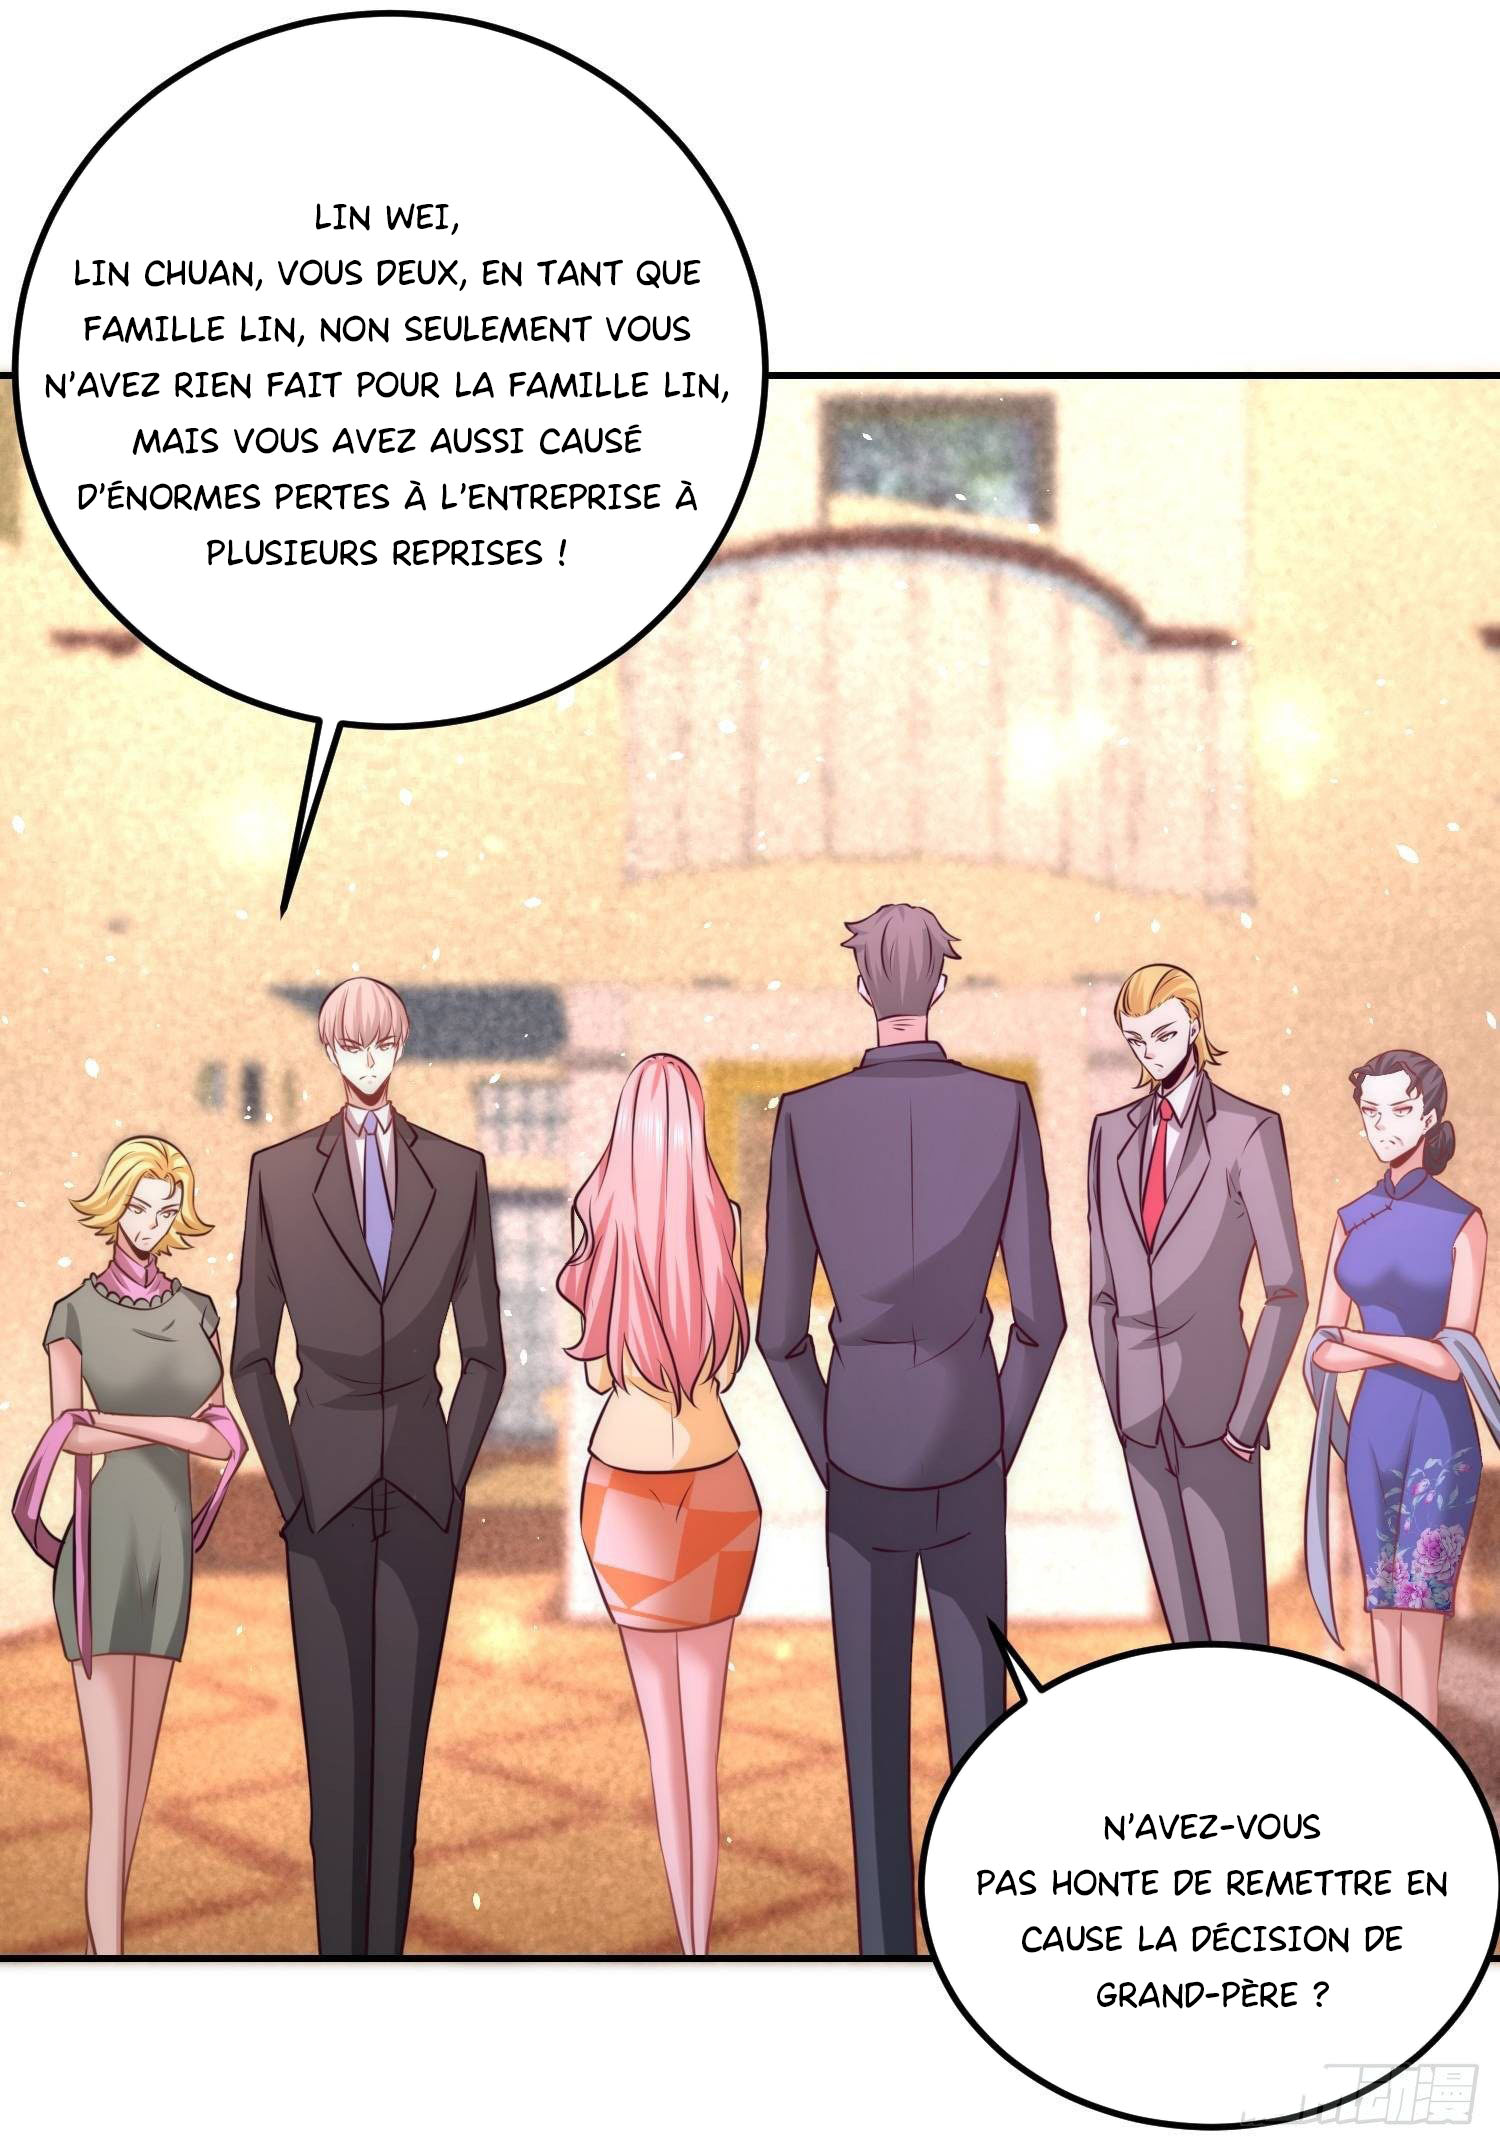 LIN WEI,
LIN CHUAN, VOUS DEUX, EN TANT QUE
FAMILLE LIN, NON SEULEMENT VOUS
N'AVEZ RIEN FAIT POUR LA FAMILLE LIN,
MAIS VOUS AVEZ AUSSI CAUSÉ
D'ÉNORMES PERTES À L'ENTREPRISE À
PLUSIEURS REPRISES !
N'AVEZ-VOUS
PAS HONTE DE REMETTRE EN
CAUSE LA DÉCISION DE
GRAND-PÈRE ?
动漫